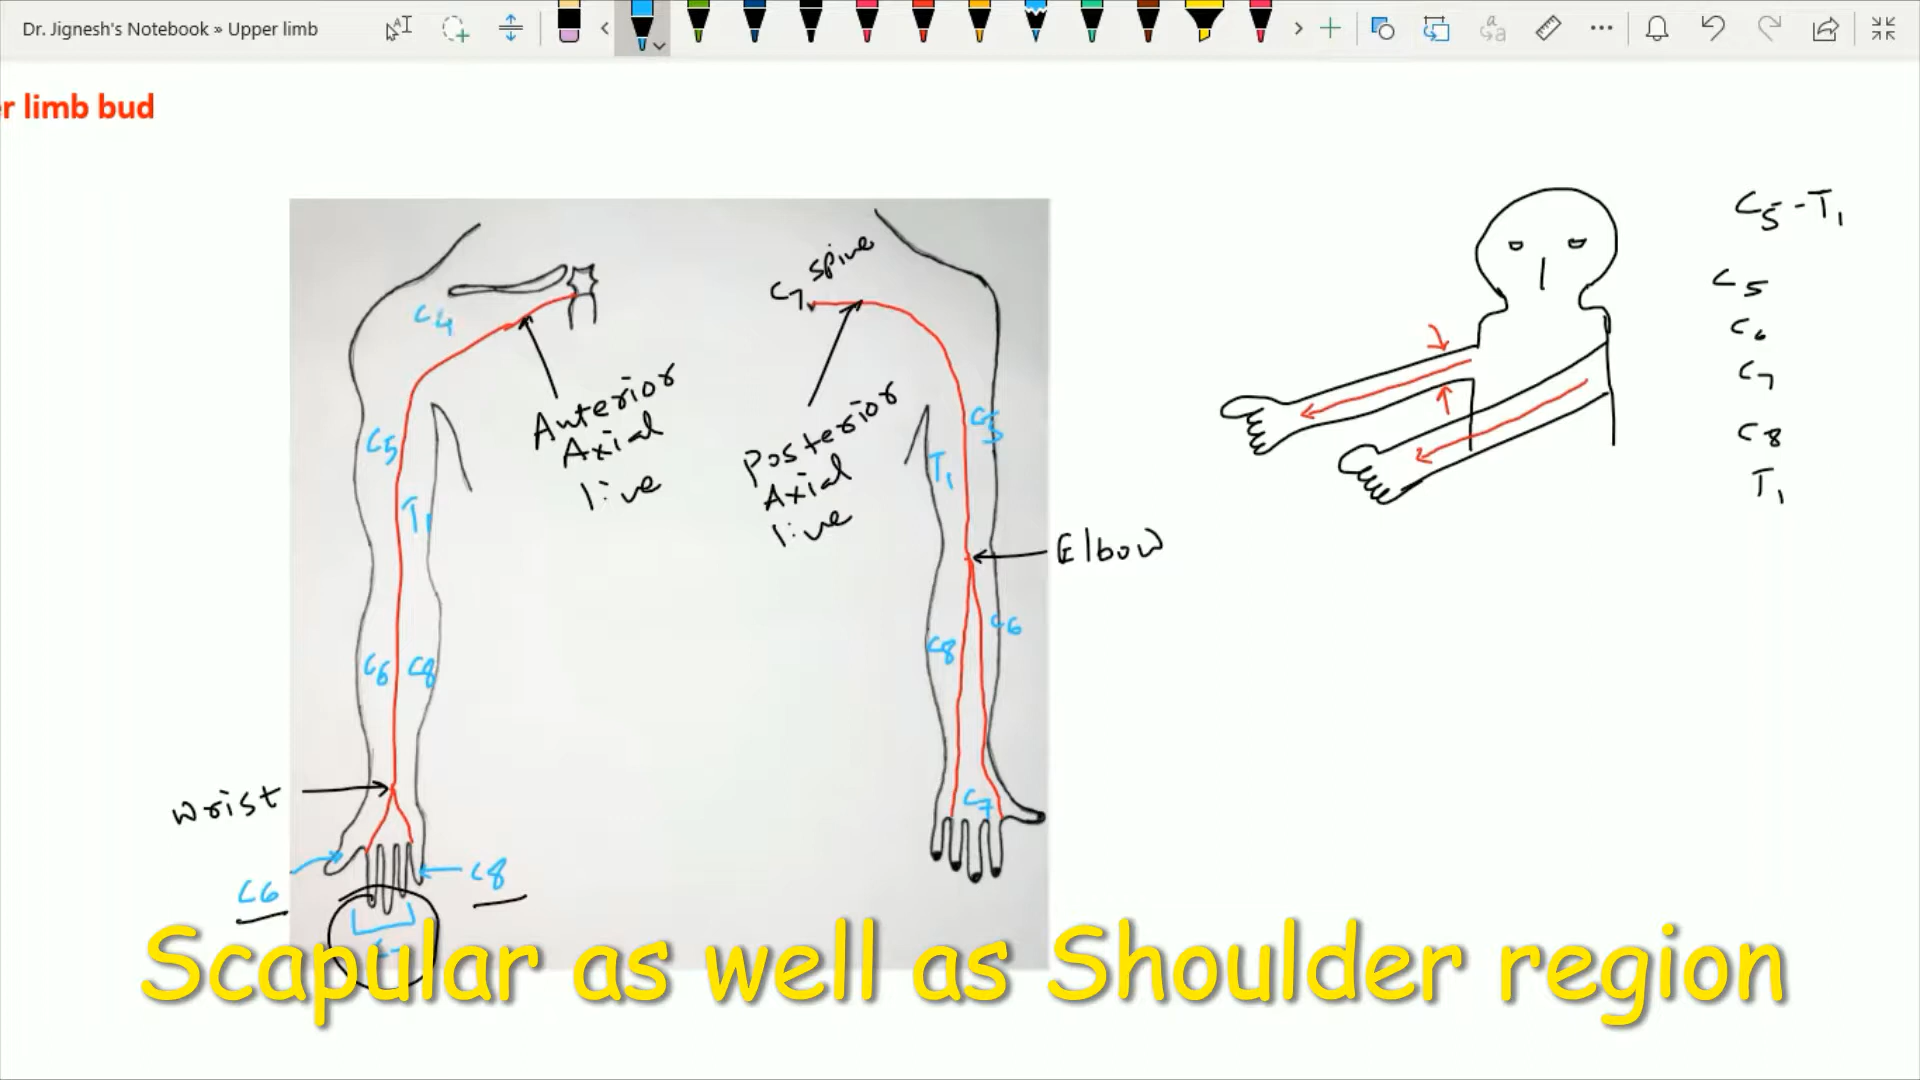 Dr. Jignesh's Notebook » Upper limb
er limb bud
C4
C5
T1
C6 C8
Wrist
C6
C8
Anterior
Axial
line
C7 spine
Posterior
Axial
line
C5
T1
Elbow
C8
C6
C7
C5-T1
C5
C6
C7
C8
T1
Scapular as well as Shoulder region